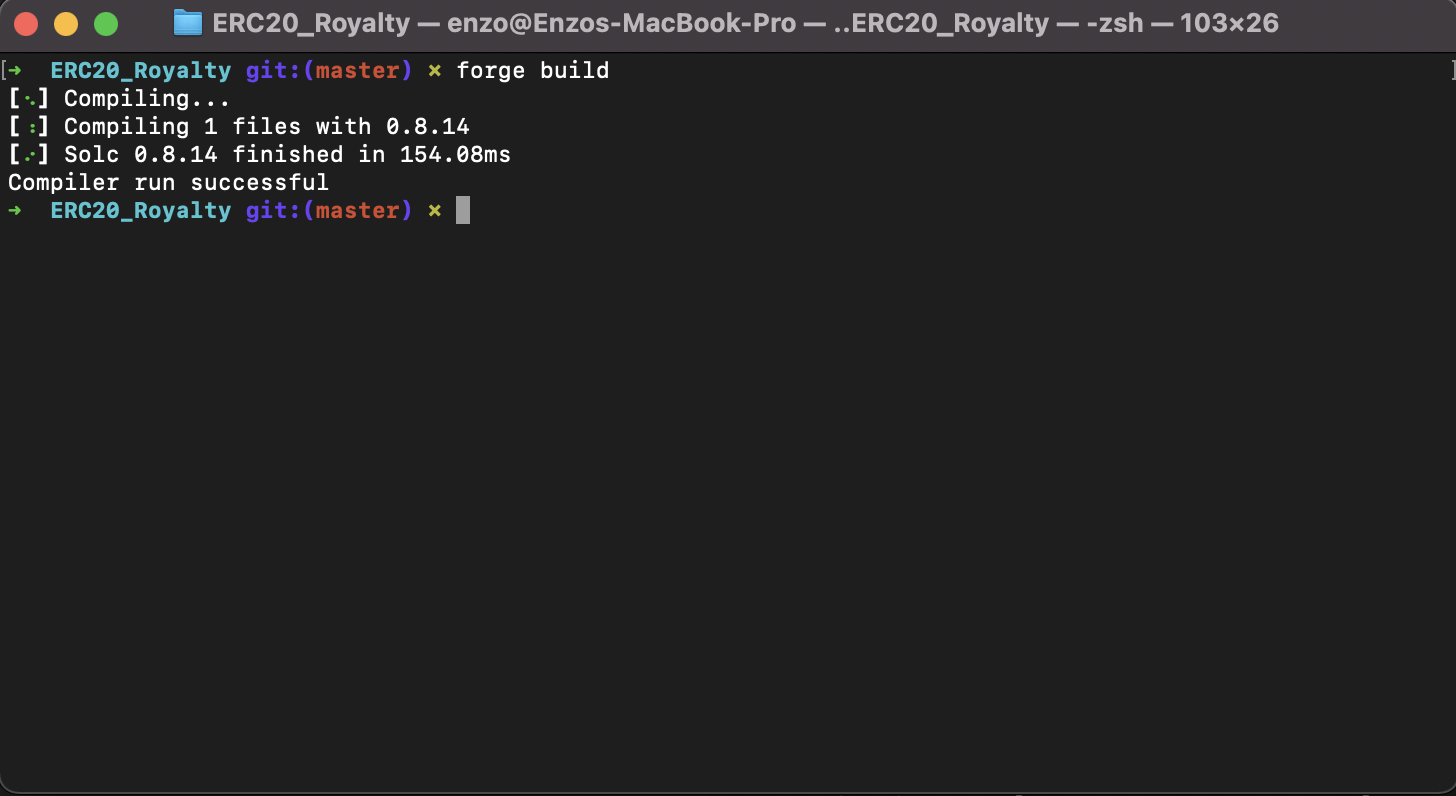 ERC20_Royalty — enzo@Enzos-MacBook-Pro — ..ERC20_Royalty — -zsh — 103×26
[➜  ERC20_Royalty git:(master) × forge build ]
[⠢] Compiling...
[⠰] Compiling 1 files with 0.8.14
[⠔] Solc 0.8.14 finished in 154.08ms
Compiler run successful
➜  ERC20_Royalty git:(master) ×